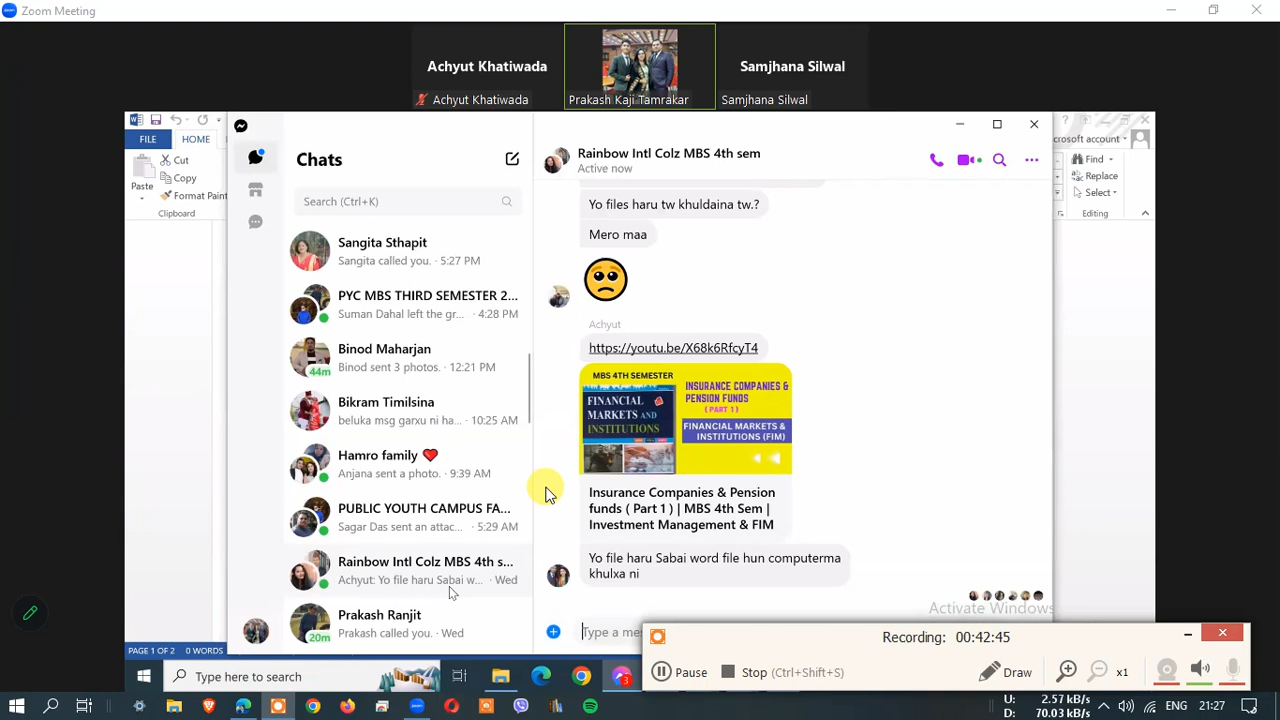 Zoom Meeting
Achyut Khatiwada
Samjhana Silwal
Achyut Khatiwada
Prakash Kaji Tamrakar
Samjhana Silwal
FILE
HOME
Cut
Copy
Format Paint
Paste
Clipboard
crosoft account
Find
Replace
Select
Editing
Chats
Search (Ctrl+K)
Sangita Sthapit
Sangita called you. · 5:27 PM
PYC MBS THIRD SEMESTER 2...
Suman Dahal left the gr... · 4:28 PM
Binod Maharjan
Binod sent 3 photos. · 12:21 PM
44m
Bikram Timilsina
beluka msg garxu ni ha... · 10:25 AM
Hamro family
Anjana sent a photo. · 9:39 AM
PUBLIC YOUTH CAMPUS FA...
Sagar Das sent an attac... · 5:29 AM
Rainbow Intl Colz MBS 4th s...
Achyut: Yo file haru Sabai w... · Wed
Prakash Ranjit
Prakash called you. · Wed
20m
Rainbow Intl Colz MBS 4th sem
Active now
Yo files haru tw khuldaina tw.?
Mero maa
Achyut
https://youtu.be/X68k6RfcyT4
MBS 4TH SEMESTER
FINANCIAL
MARKETS AND
INSTITUTIONS
INSURANCE COMPANIES &
PENSION FUNDS
( PART 1 )
FINANCIAL MARKETS &
INSTITUTIONS (FIM)
Insurance Companies & Pension
funds ( Part 1 ) | MBS 4th Sem |
Investment Management & FIM
Yo file haru Sabai word file hun computerma
khulxa ni
Activate Windows
Type a mes
PAGE 1 OF 2
0 WORDS
Type here to search
3
Recording: 00:42:45
Pause
Stop (Ctrl+Shift+S)
Draw
x1
U: 2.57 kB/s
D: 70.03 kB/s
ENG
21:27